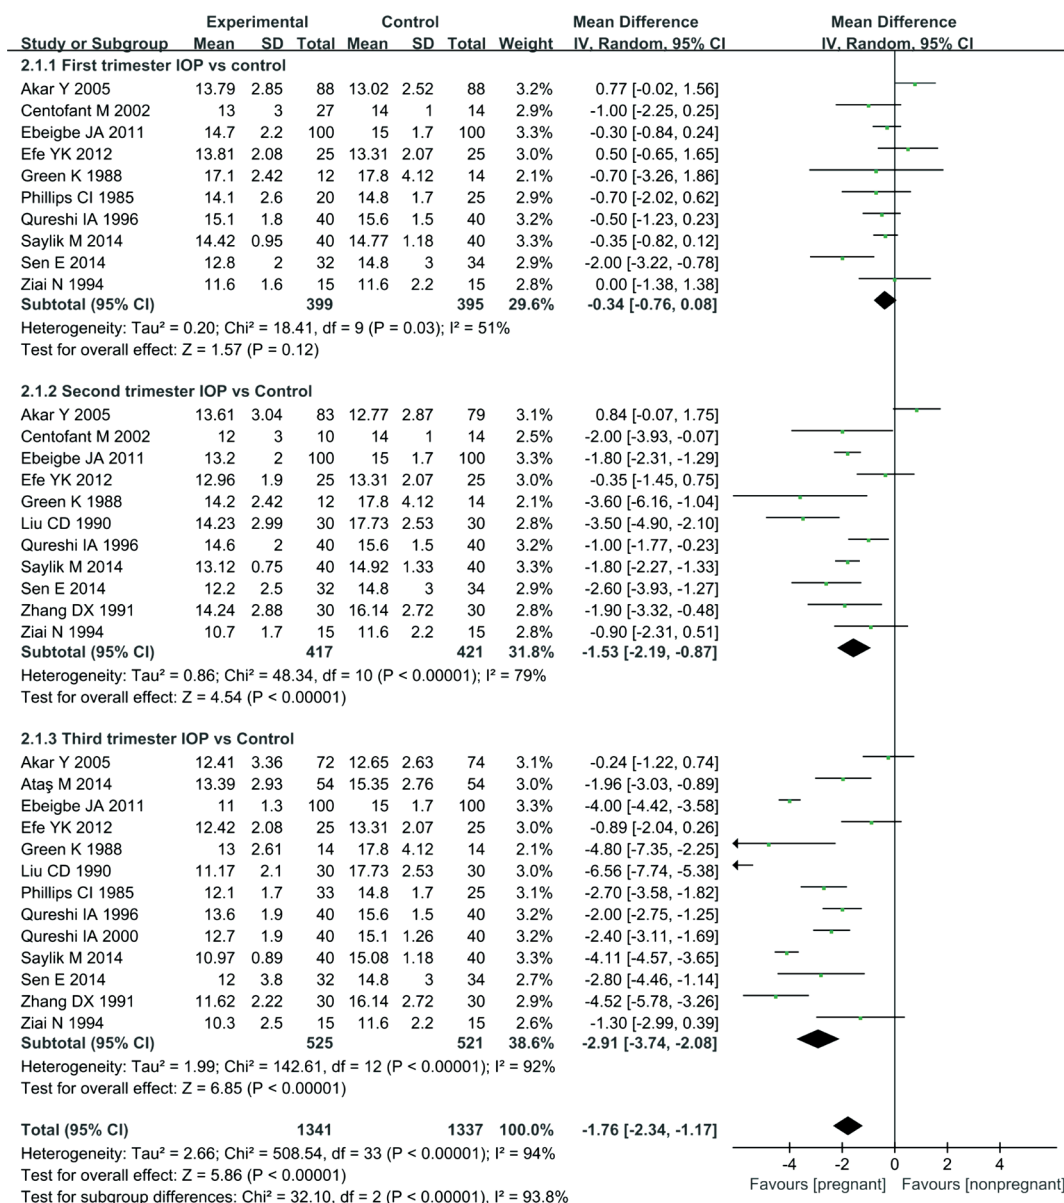 Experimental Control Mean Difference Mean Difference
Study or Subgroup Mean SD Total Mean SD Total Weight IV, Random, 95% CI IV, Random, 95% CI
2.1.1 First trimester IOP vs control
Akar Y 2005 13.79 2.85 88 13.02 2.52 88 3.2% 0.77 [-0.02, 1.56]
Centofant M 2002 13 3 27 14 1 14 2.9% -1.00 [-2.25, 0.25]
Ebeigbe JA 2011 14.7 2.2 100 15 1.7 100 3.3% -0.30 [-0.84, 0.24]
Efe YK 2012 13.81 2.08 25 13.31 2.07 25 3.0% 0.50 [-0.65, 1.65]
Green K 1988 17.1 2.42 12 17.8 4.12 14 2.1% -0.70 [-3.26, 1.86]
Phillips CI 1985 14.1 2.6 20 14.8 1.7 25 2.9% -0.70 [-2.02, 0.62]
Qureshi IA 1996 15.1 1.8 40 15.6 1.5 40 3.2% -0.50 [-1.23, 0.23]
Saylik M 2014 14.42 0.95 40 14.77 1.18 40 3.3% -0.35 [-0.82, 0.12]
Sen E 2014 12.8 2 32 14.8 3 34 2.9% -2.00 [-3.22, -0.78]
Ziai N 1994 11.6 1.6 15 11.6 2.2 15 2.8% 0.00 [-1.38, 1.38]
Subtotal (95% CI) 399 395 29.6% -0.34 [-0.76, 0.08]
Heterogeneity: Tau² = 0.20; Chi² = 18.41, df = 9 (P = 0.03); I² = 51%
Test for overall effect: Z = 1.57 (P = 0.12)
2.1.2 Second trimester IOP vs Control
Akar Y 2005 13.61 3.04 83 12.77 2.87 79 3.1% 0.84 [-0.07, 1.75]
Centofant M 2002 12 3 10 14 1 14 2.5% -2.00 [-3.93, -0.07]
Ebeigbe JA 2011 13.2 2 100 15 1.7 100 3.3% -1.80 [-2.31, -1.29]
Efe YK 2012 12.96 1.9 25 13.31 2.07 25 3.0% -0.35 [-1.45, 0.75]
Green K 1988 14.2 2.42 12 17.8 4.12 14 2.1% -3.60 [-6.16, -1.04]
Liu CD 1990 14.23 2.99 30 17.73 2.53 30 2.8% -3.50 [-4.90, -2.10]
Qureshi IA 1996 14.6 2 40 15.6 1.5 40 3.2% -1.00 [-1.77, -0.23]
Saylik M 2014 13.12 0.75 40 14.92 1.33 40 3.3% -1.80 [-2.27, -1.33]
Sen E 2014 12.2 2.5 32 14.8 3 34 2.9% -2.60 [-3.93, -1.27]
Zhang DX 1991 14.24 2.88 30 16.14 2.72 30 2.8% -1.90 [-3.32, -0.48]
Ziai N 1994 10.7 1.7 15 11.6 2.2 15 2.8% -0.90 [-2.31, 0.51]
Subtotal (95% CI) 417 421 31.8% -1.53 [-2.19, -0.87]
Heterogeneity: Tau² = 0.86; Chi² = 48.34, df = 10 (P < 0.00001); I² = 79%
Test for overall effect: Z = 4.54 (P < 0.00001)
2.1.3 Third trimester IOP vs Control
Akar Y 2005 12.41 3.36 72 12.65 2.63 74 3.1% -0.24 [-1.22, 0.74]
Ataş M 2014 13.39 2.93 54 15.35 2.76 54 3.0% -1.96 [-3.03, -0.89]
Ebeigbe JA 2011 11 1.3 100 15 1.7 100 3.3% -4.00 [-4.42, -3.58]
Efe YK 2012 12.42 2.08 25 13.31 2.07 25 3.0% -0.89 [-2.04, 0.26]
Green K 1988 13 2.61 14 17.8 4.12 14 2.1% -4.80 [-7.35, -2.25]
Liu CD 1990 11.17 2.1 30 17.73 2.53 30 3.0% -6.56 [-7.74, -5.38]
Phillips CI 1985 12.1 1.7 33 14.8 1.7 25 3.1% -2.70 [-3.58, -1.82]
Qureshi IA 1996 13.6 1.9 40 15.6 1.5 40 3.2% -2.00 [-2.75, -1.25]
Qureshi IA 2000 12.7 1.9 40 15.1 1.26 40 3.2% -2.40 [-3.11, -1.69]
Saylik M 2014 10.97 0.89 40 15.08 1.18 40 3.3% -4.11 [-4.57, -3.65]
Sen E 2014 12 3.8 32 14.8 3 34 2.7% -2.80 [-4.46, -1.14]
Zhang DX 1991 11.62 2.22 30 16.14 2.72 30 2.9% -4.52 [-5.78, -3.26]
Ziai N 1994 10.3 2.5 15 11.6 2.2 15 2.6% -1.30 [-2.99, 0.39]
Subtotal (95% CI) 525 521 38.6% -2.91 [-3.74, -2.08]
Heterogeneity: Tau² = 1.99; Chi² = 142.61, df = 12 (P < 0.00001); I² = 92%
Test for overall effect: Z = 6.85 (P < 0.00001)
Total (95% CI) 1341 1337 100.0% -1.76 [-2.34, -1.17]
Heterogeneity: Tau² = 2.66; Chi² = 508.54, df = 33 (P < 0.00001); I² = 94%
Test for overall effect: Z = 5.86 (P < 0.00001)
Test for subgroup differences: Chi² = 32.10, df = 2 (P < 0.00001), I² = 93.8%
-4 -2 0 2 4
Favours [pregnant] Favours [nonpregnant]